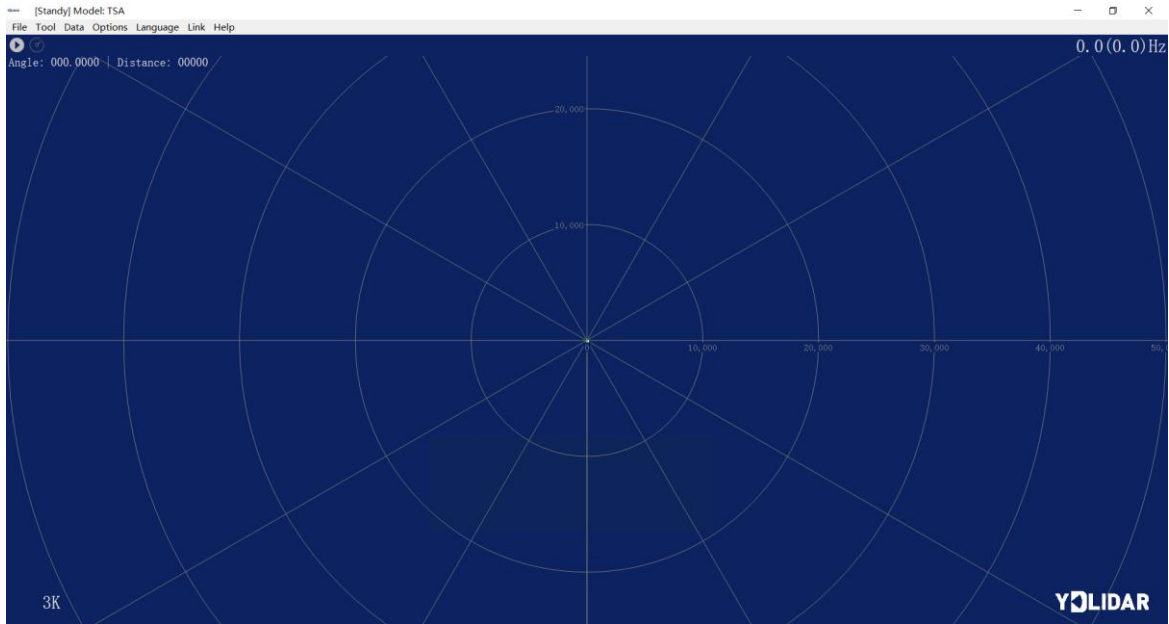 [Standy] Model: TSA
File Tool Data Options Language Link Help
0.0(0.0)Hz
Angle: 000.0000 | Distance: 00000
20,000
10,000
0 10,000 20,000 30,000 40,000 50,
3K
YDLIDAR